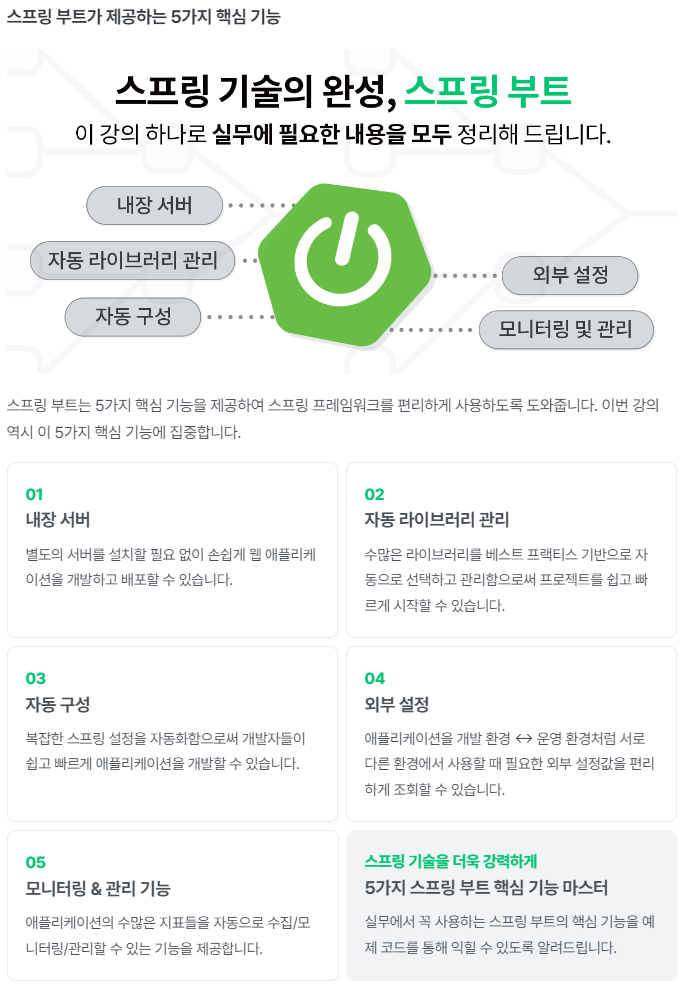 스프링 부트가 제공하는 5가지 핵심 기능
스프링 기술의 완성, 스프링 부트
이 강의 하나로 실무에 필요한 내용을 모두 정리해 드립니다.
내장 서버
자동 라이브러리 관리
자동 구성
외부 설정
모니터링 및 관리
스프링 부트는 5가지 핵심 기능을 제공하여 스프링 프레임워크를 편리하게 사용하도록 도와줍니다. 이번 강의
역시 이 5가지 핵심 기능에 집중합니다.
01
내장 서버
별도의 서버를 설치할 필요 없이 손쉽게 웹 애플리케
이션을 개발하고 배포할 수 있습니다.
02
자동 라이브러리 관리
수많은 라이브러리를 베스트 프랙티스 기반으로 자
동으로 선택하고 관리함으로써 프로젝트를 쉽고 빠
르게 시작할 수 있습니다.
03
자동 구성
복잡한 스프링 설정을 자동화함으로써 개발자들이
쉽고 빠르게 애플리케이션을 개발할 수 있습니다.
04
외부 설정
애플리케이션을 개발 환경 ↔ 운영 환경처럼 서로
다른 환경에서 사용할 때 필요한 외부 설정값을 편리
하게 조회할 수 있습니다.
05
모니터링 & 관리 기능
애플리케이션의 수많은 지표들을 자동으로 수집/모
니터링/관리할 수 있는 기능을 제공합니다.
스프링 기술을 더욱 강력하게
5가지 스프링 부트 핵심 기능 마스터
실무에서 꼭 사용하는 스프링 부트의 핵심 기능을 예
제 코드를 통해 익힐 수 있도록 알려드립니다.